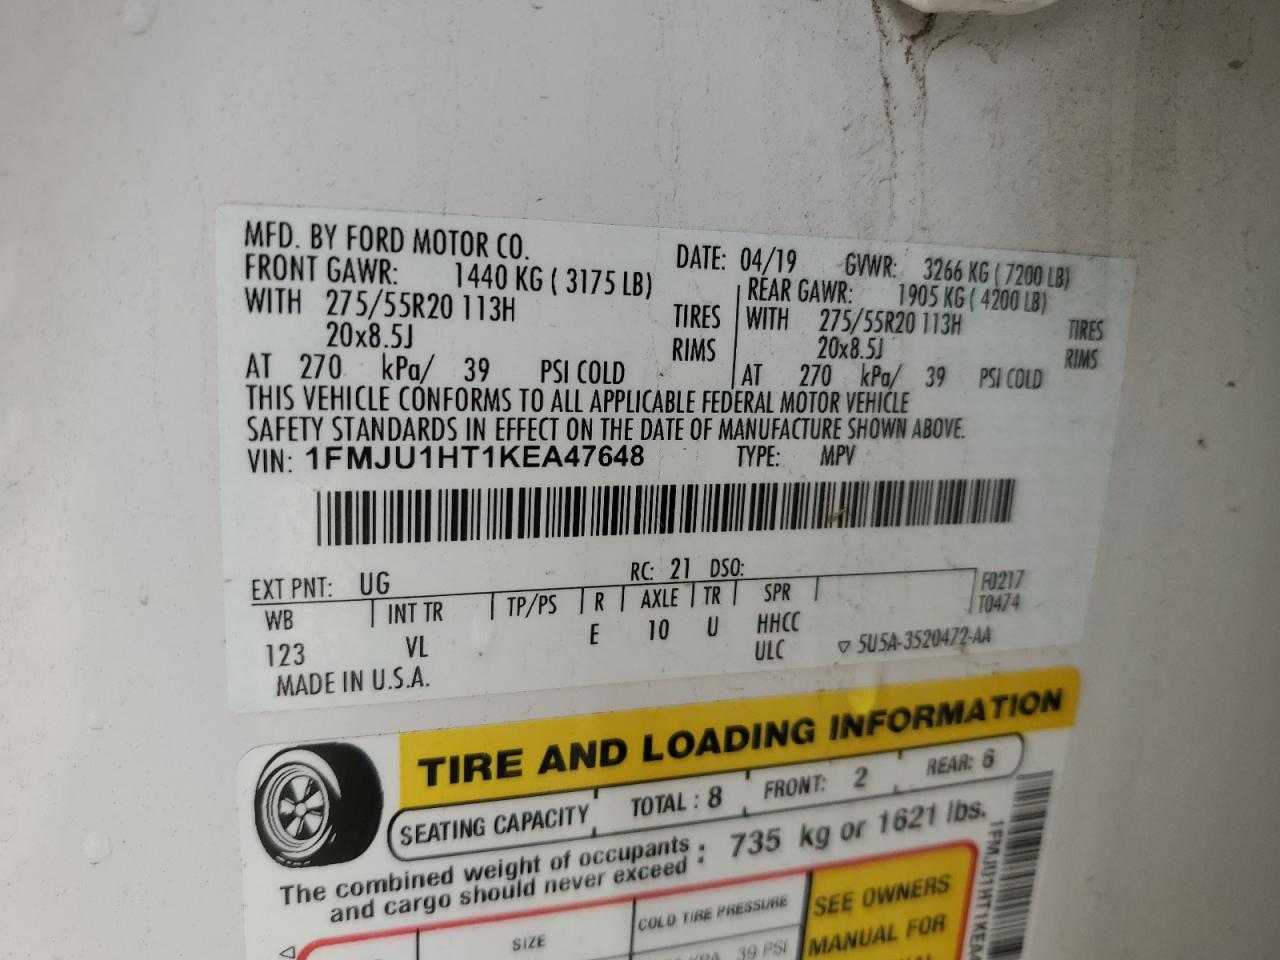 MFD. BY FORD MOTOR CO.
DATE: 04/19 GVWR: 3266 KG ( 7200 LB)
FRONT GAWR: 1440 KG ( 3175 LB)
WITH 275/55R20 113H TIRES
20x8.5J RIMS
AT 270 kPa/ 39 PSI COLD
REAR GAWR: 1905 KG ( 4200 LB)
WITH 275/55R20 113H TIRES
20x8.5J RIMS
AT 270 kPa/ 39 PSI COLD
THIS VEHICLE CONFORMS TO ALL APPLICABLE FEDERAL MOTOR VEHICLE
SAFETY STANDARDS IN EFFECT ON THE DATE OF MANUFACTURE SHOWN ABOVE.
VIN: 1FMJU1HT1KEA47648 TYPE: MPV
EXT PNT: UG RC: 21 DSO:
WB INT TR TP/PS R AXLE TR SPR F0217
T0474
123 VL E 10 U HHCC
ULC ▽ 5U5A-3520472-AA
MADE IN U.S.A.
TIRE AND LOADING INFORMATION
SEATING CAPACITY TOTAL : 8 FRONT: 2 REAR: 6
The combined weight of occupants : 735 kg or 1621 lbs.
and cargo should never exceed
SIZE COLD TIRE PRESSURE SEE OWNERS
39 PSI MANUAL FOR
1FMJU1HT1KEA4